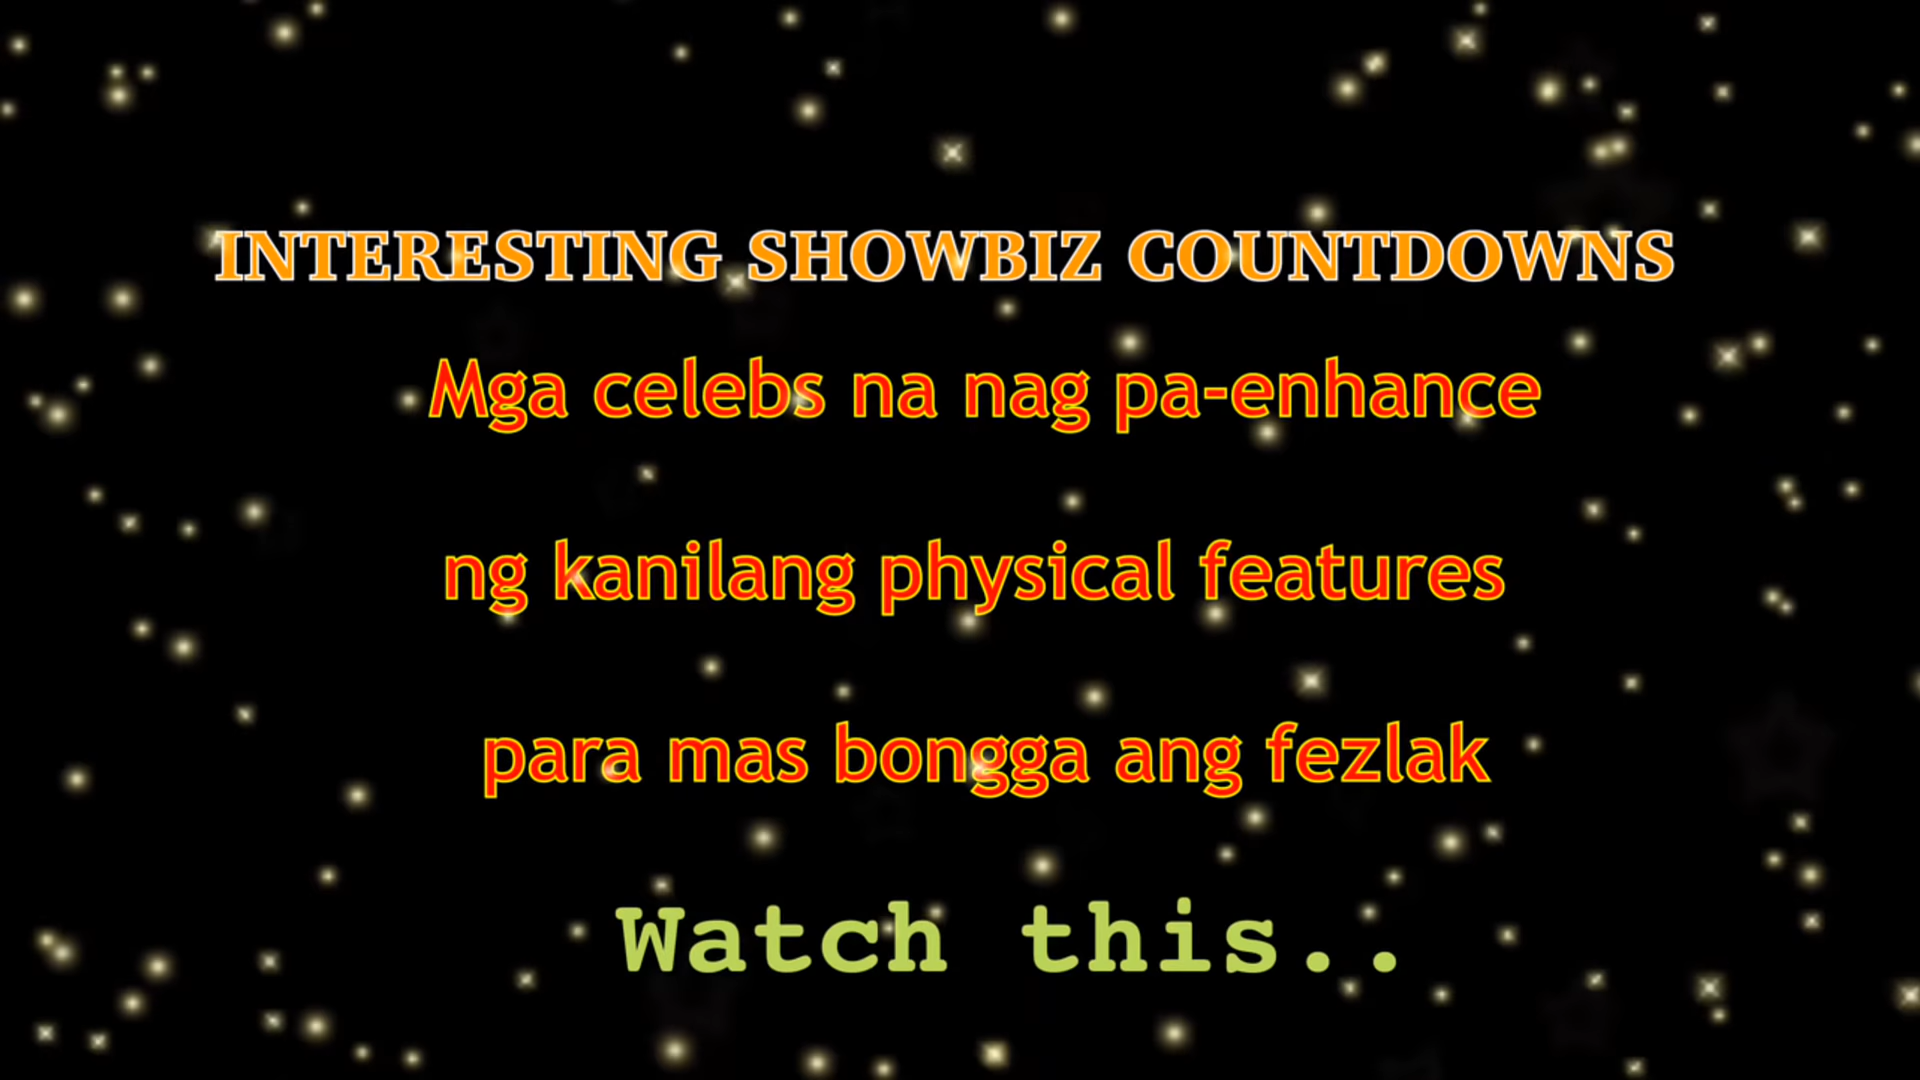 INTERESTING SHOWBIZ COUNTDOWNS
Mga celebs na nag pa-enhance
ng kanilang physical features
para mas bongga ang fezlak
Watch this..